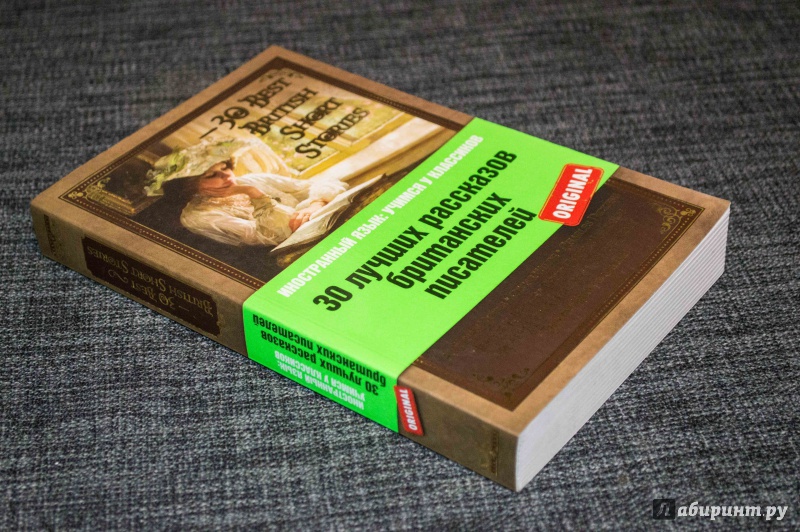 30 BEST
BRITISH
SHORT
STORIES
ИНОСТРАННЫЙ ЯЗЫК: УЧИМСЯ У КЛАССИКОВ
30 лучших рассказов
британских
писателей
ORIGINAL
30 BEST
BRITISH SHORT STORIES
ИНОСТРАННЫЙ ЯЗЫК:
УЧИМСЯ У КЛАССИКОВ
30 лучших рассказов
британских писателей
ORIGINAL
лабиринт.ру